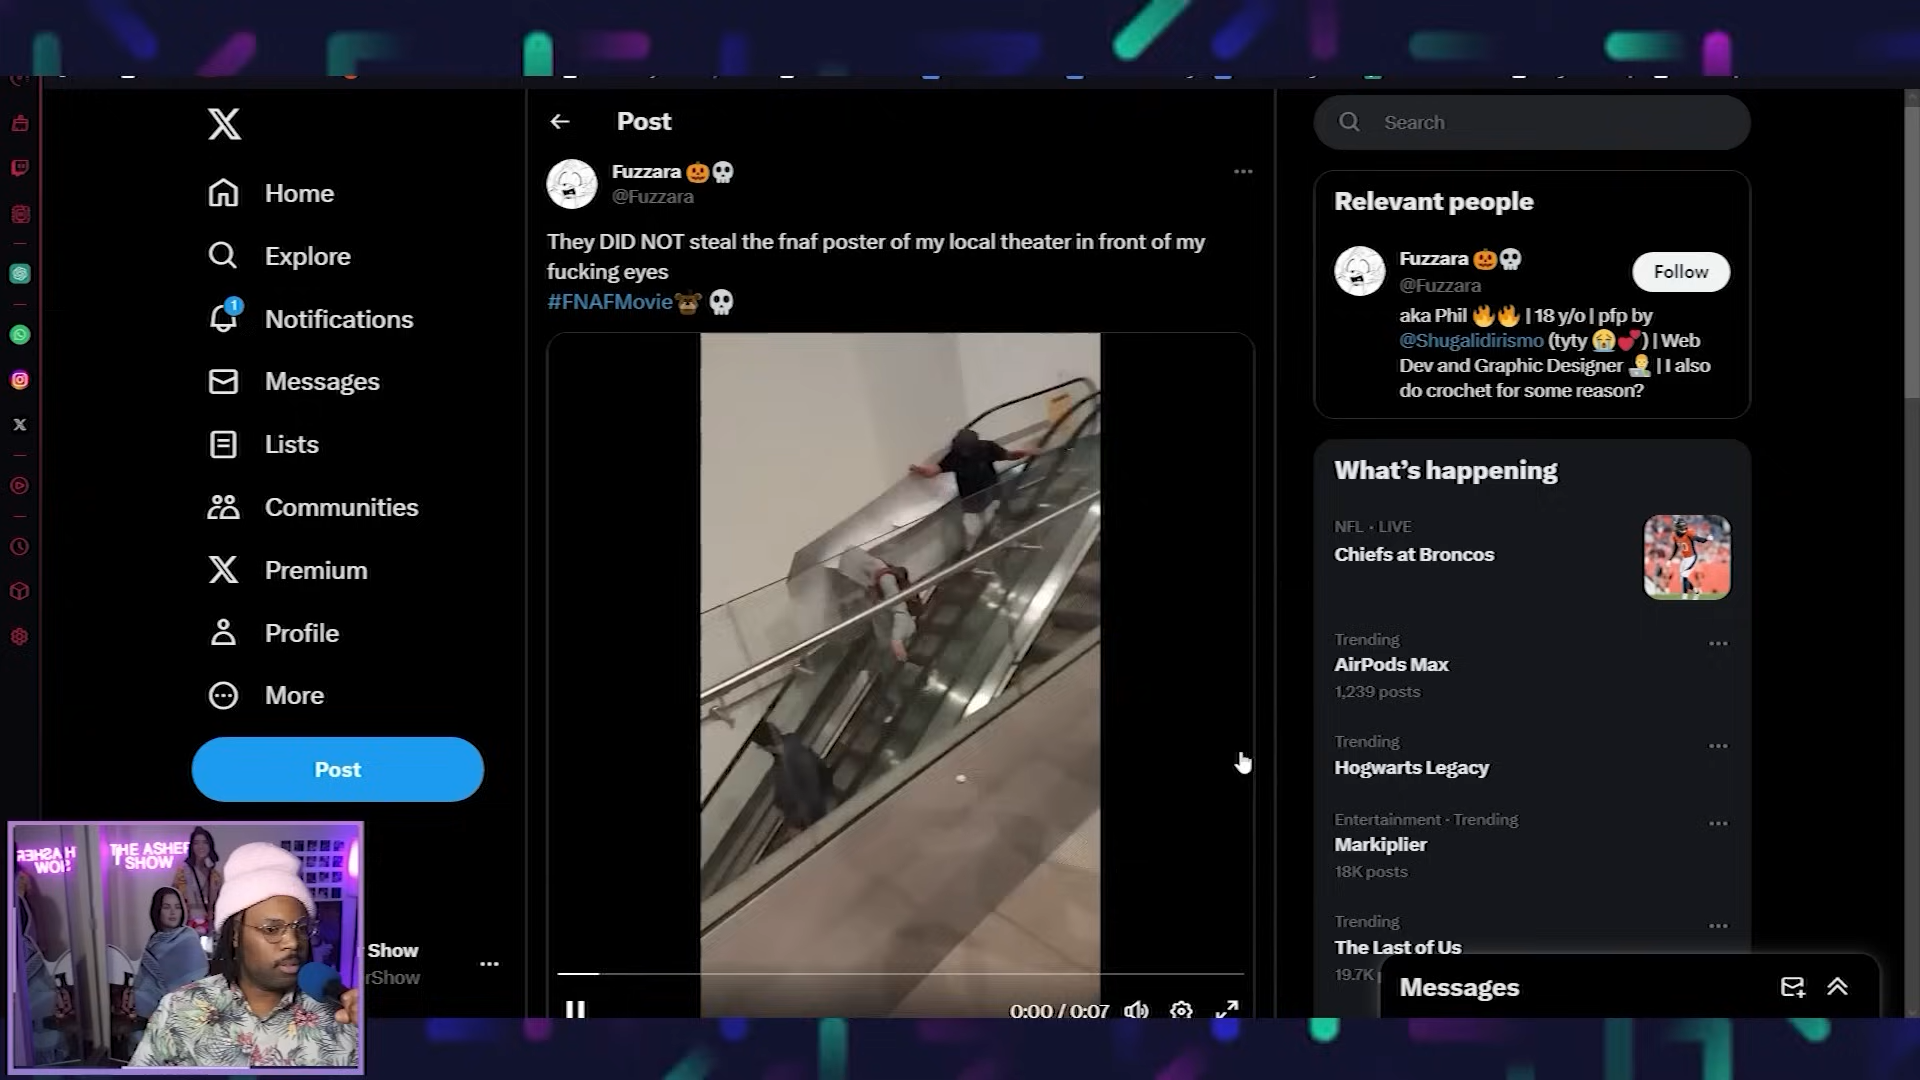 Home
Explore
1
Notifications
Messages
Lists
Communities
Premium
Profile
More
Post
Show
rShow
Post
Fuzzara 🎃💀
@Fuzzara
They DID NOT steal the fnaf poster of my local theater in front of my
fucking eyes
#FNAFMovie 💀
0:00 / 0:07
Search
Relevant people
Fuzzara 🎃💀
@Fuzzara
Follow
aka Phil 🔥🔥 | 18 y/o | pfp by
@Shugalidirismo (tyty 😭💕) | Web
Dev and Graphic Designer 👨‍💻 | I also
do crochet for some reason?
What's happening
NFL · LIVE
Chiefs at Broncos
Trending
AirPods Max
1,239 posts
Trending
Hogwarts Legacy
Entertainment · Trending
Markiplier
18K posts
Trending
The Last of Us
19.7K
Messages
THE ASHER
SHOW